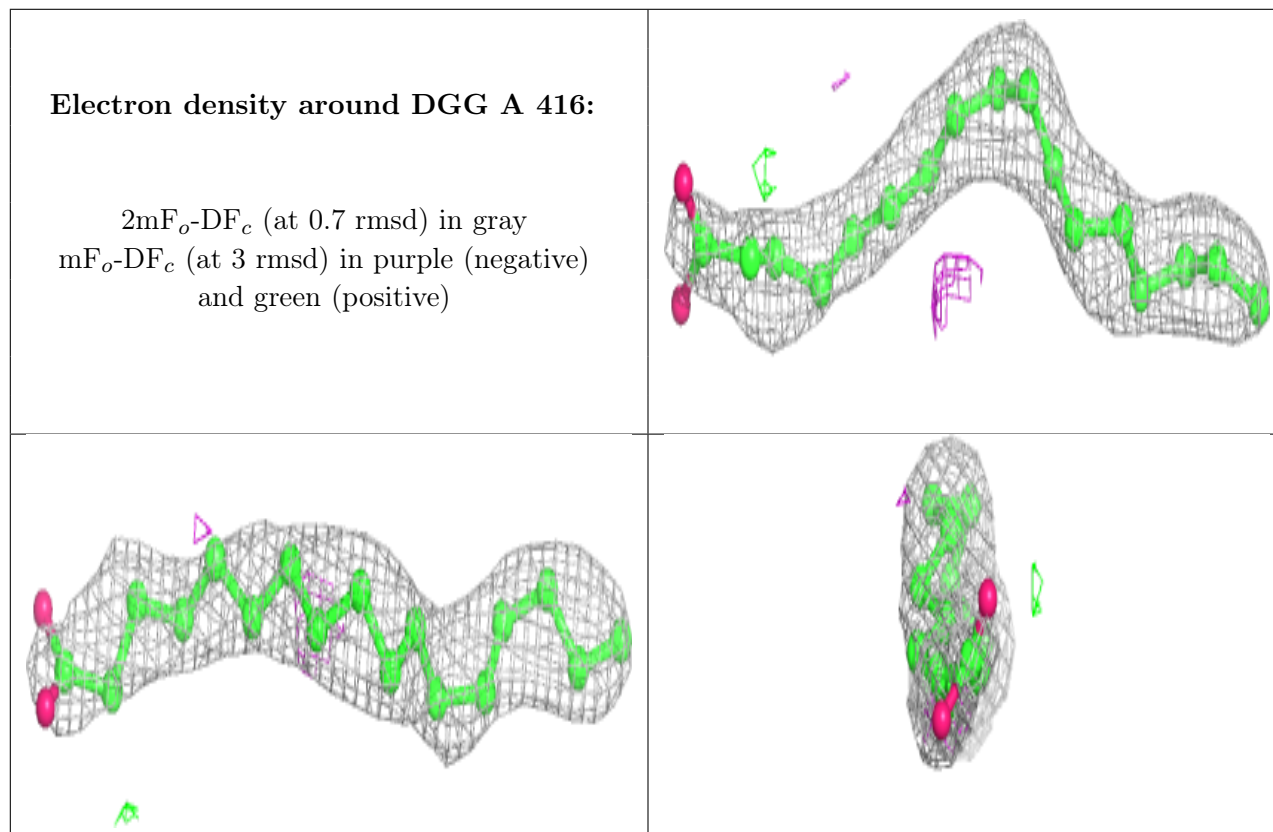 Electron density around DGG A 416:
2mFo-DFc (at 0.7 rmsd) in gray
mFo-DFc (at 3 rmsd) in purple (negative)
and green (positive)